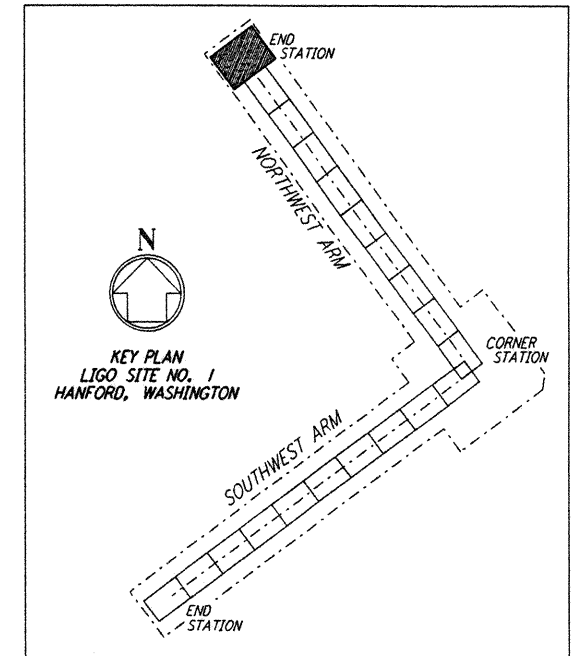 END
STATION
NORTHWEST ARM
N
KEY PLAN
LIGO SITE NO. 1
HANFORD, WASHINGTON
CORNER
STATION
SOUTHWEST ARM
END
STATION